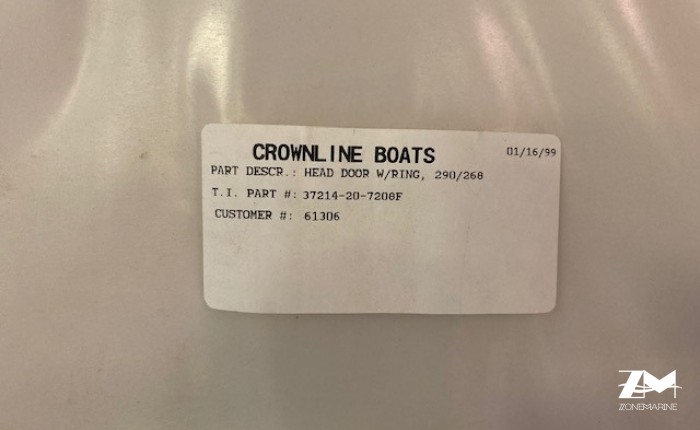 CROWNLINE BOATS 01/16/99
PART DESCR.: HEAD DOOR W/RING, 290/268
T.I. PART #: 37214-20-7208F
CUSTOMER #: 61306
ZM
ZONEMARINE